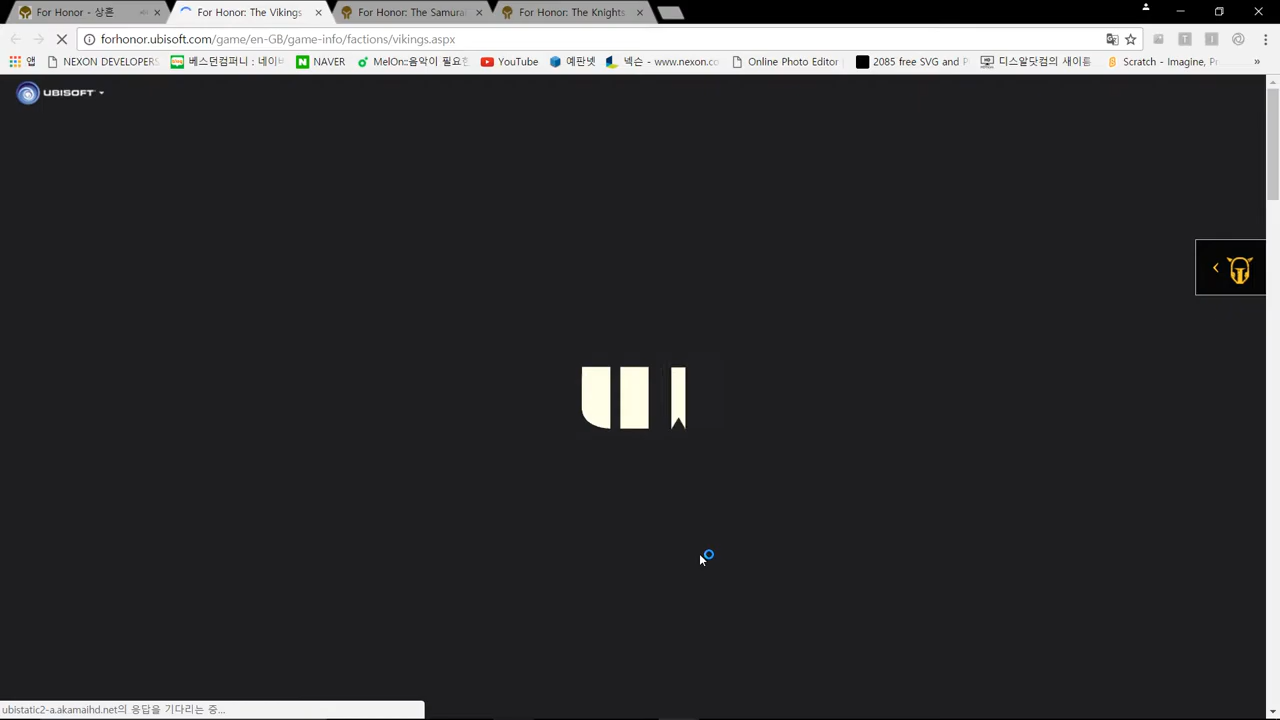 For Honor - 상혼
For Honor: The Vikings
For Honor: The Samurai
For Honor: The Knights
forhonor.ubisoft.com/game/en-GB/game-info/factions/vikings.aspx
앱 NEXON DEVELOPERS 베스던컴퍼니 : 네이버 NAVER MelOn::음악이 필요한 YouTube 예판넷 넥슨 - www.nexon.co Online Photo Editor 2085 free SVG and P 디스알닷컴의 새이름 Scratch - Imagine, Pr »
UBISOFT
ubistatic2-a.akamaihd.net의 응답을 기다리는 중...